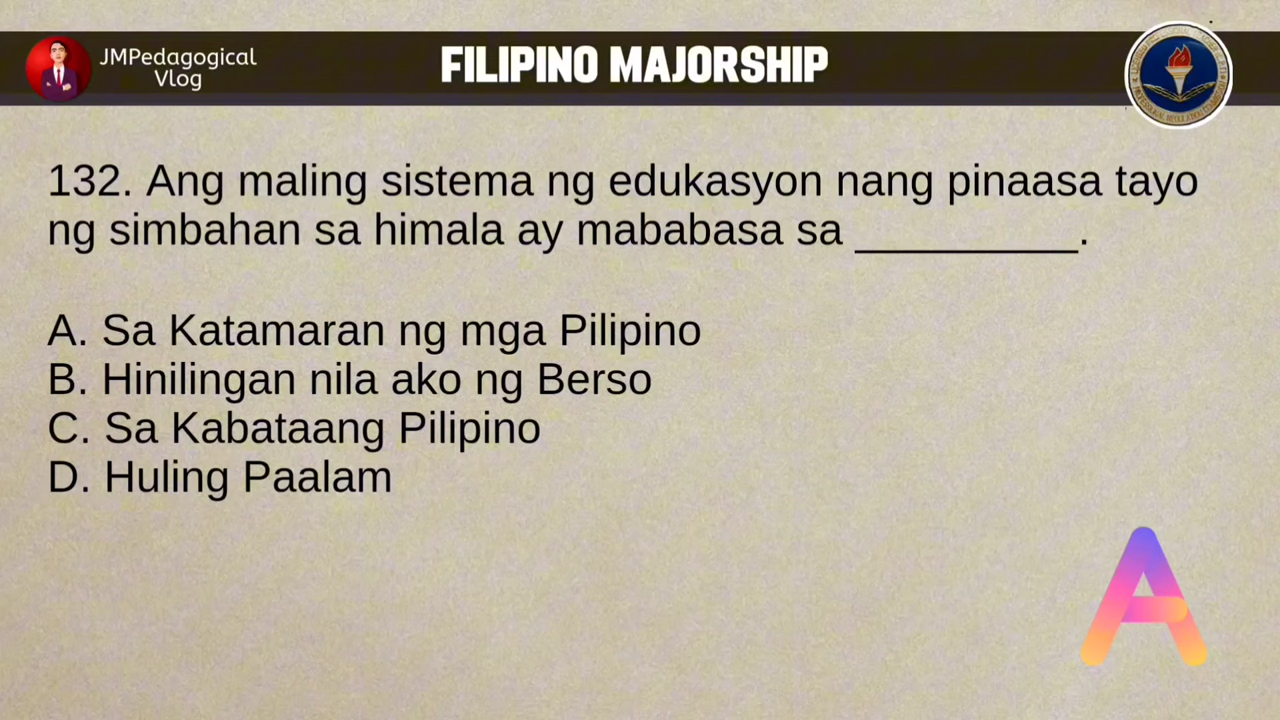 JMPedagogical
Vlog
FILIPINO MAJORSHIP
132. Ang maling sistema ng edukasyon nang pinaasa tayo
ng simbahan sa himala ay mababasa sa _________.
A. Sa Katamaran ng mga Pilipino
B. Hinilingan nila ako ng Berso
C. Sa Kabataang Pilipino
D. Huling Paalam
A